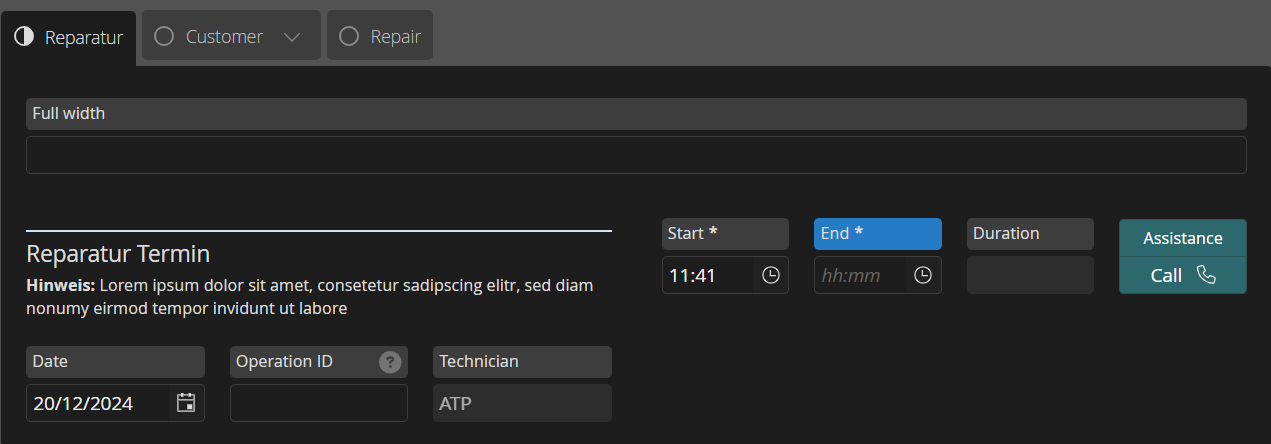 Reparatur Customer Repair
Full width
Start * End * Duration Assistance
Reparatur Termin
11:41 hh:mm Call
Hinweis: Lorem ipsum dolor sit amet, consetetur sadipscing elitr, sed diam
nonumy eirmod tempor invidunt ut labore
Date Operation ID ? Technician
20/12/2024 ATP